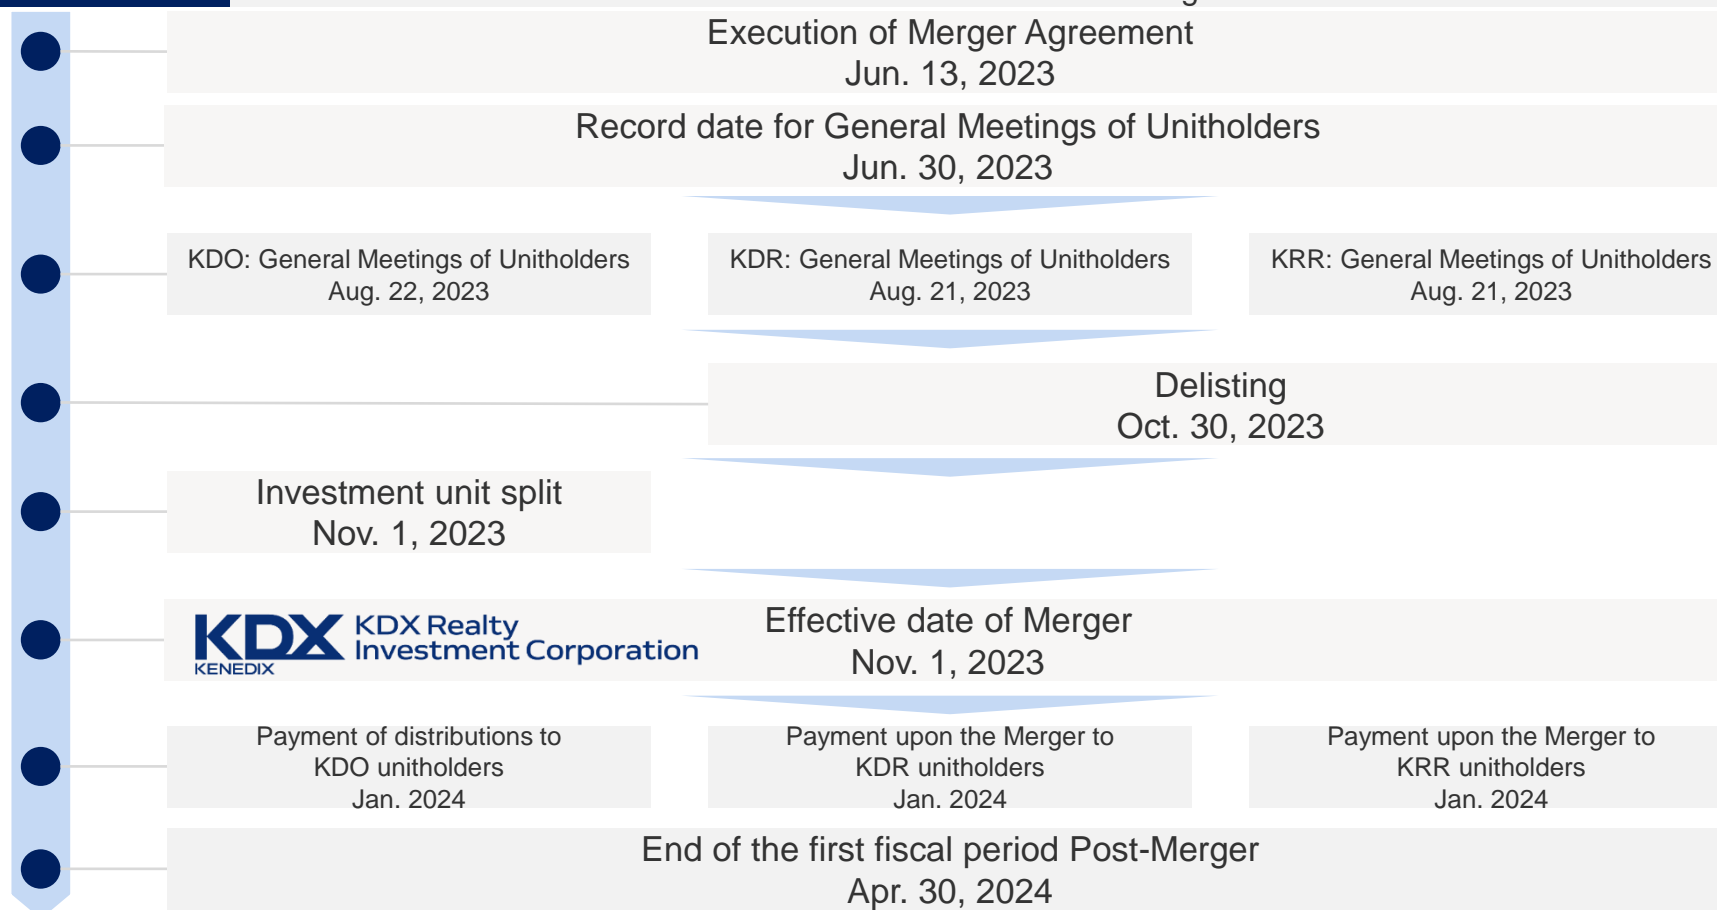 Execution of Merger Agreement
Jun. 13, 2023
Record date for General Meetings of Unitholders
Jun. 30, 2023
KDO: General Meetings of Unitholders
Aug. 22, 2023
KDR: General Meetings of Unitholders
Aug. 21, 2023
KRR: General Meetings of Unitholders
Aug. 21, 2023
Delisting
Oct. 30, 2023
Investment unit split
Nov. 1, 2023
KDX
KENEDIX
KDX Realty
Investment Corporation
Effective date of Merger
Nov. 1, 2023
Payment of distributions to
KDO unitholders
Jan. 2024
Payment upon the Merger to
KDR unitholders
Jan. 2024
Payment upon the Merger to
KRR unitholders
Jan. 2024
End of the first fiscal period Post-Merger
Apr. 30, 2024